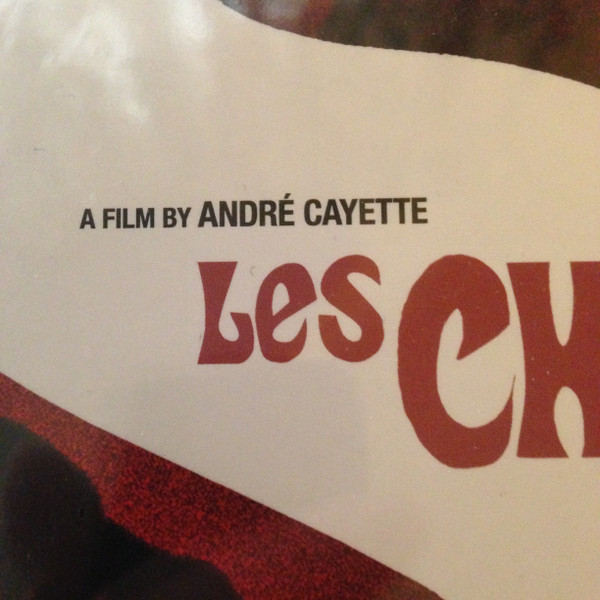 A FILM BY ANDRÉ CAYETTE
LES CH